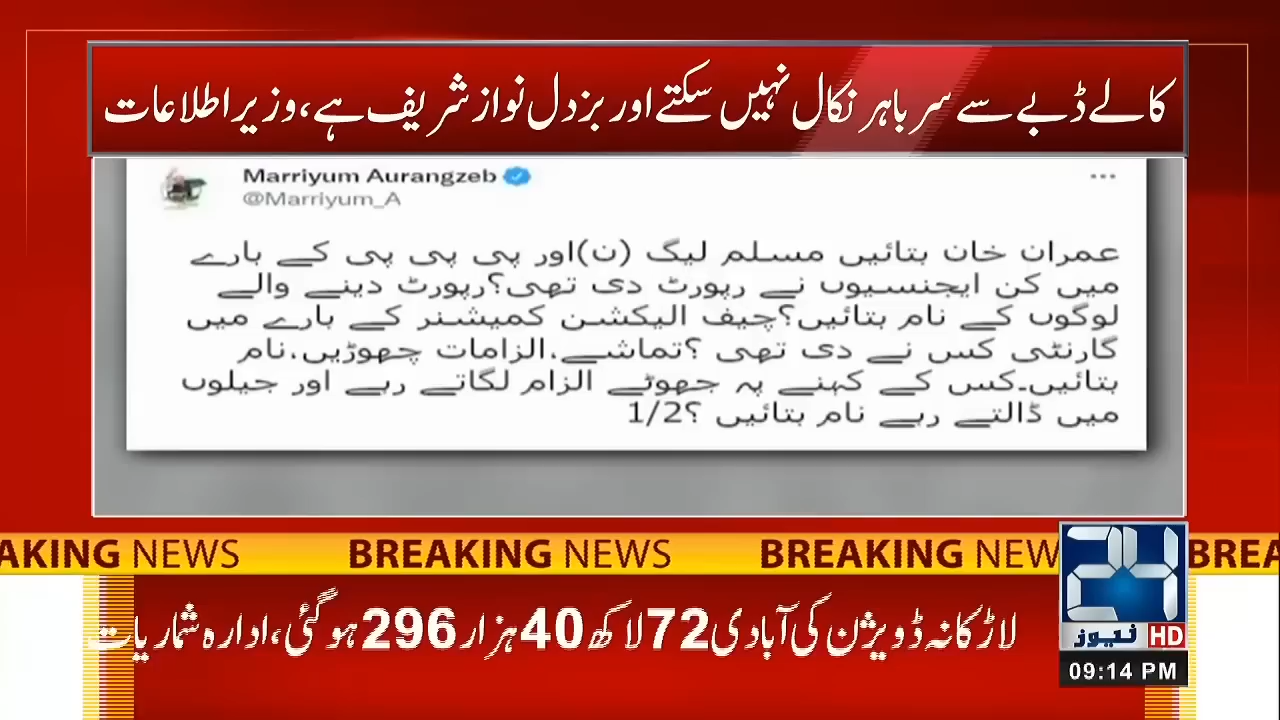 کالے ڈبے سے سر باہر نکال نہیں سکتے اور بزدل نواز شریف ہے، وزیر اطلاعات
Marriyum Aurangzeb
@Marriyum_A
عمران خان بتائیں مسلم لیگ (ن)اور پی پی پی کے بارے
میں کن ایجنسیوں نے رپورٹ دی تھی؟رپورٹ دینے والے
لوگوں کے نام بتائیں؟چیف الیکشن کمیشنر کے بارے میں
گارنٹی کس نے دی تھی ؟تماشے،الزامات چھوڑیں،نام
بتائیں۔کس کے کہنے پہ جھوٹے الزام لگاتے رہے اور جیلوں
میں ڈالتے رہے نام بتائیں ؟1/2
AKING NEWS BREAKING NEWS BREAKING NEW BREA
24
نیوز HD
لاڑکانہ ڈویژن کی آبادی 72 لاکھ 40 ہزار 296 ہو گئی، ادارہ شماریات
09:14 PM